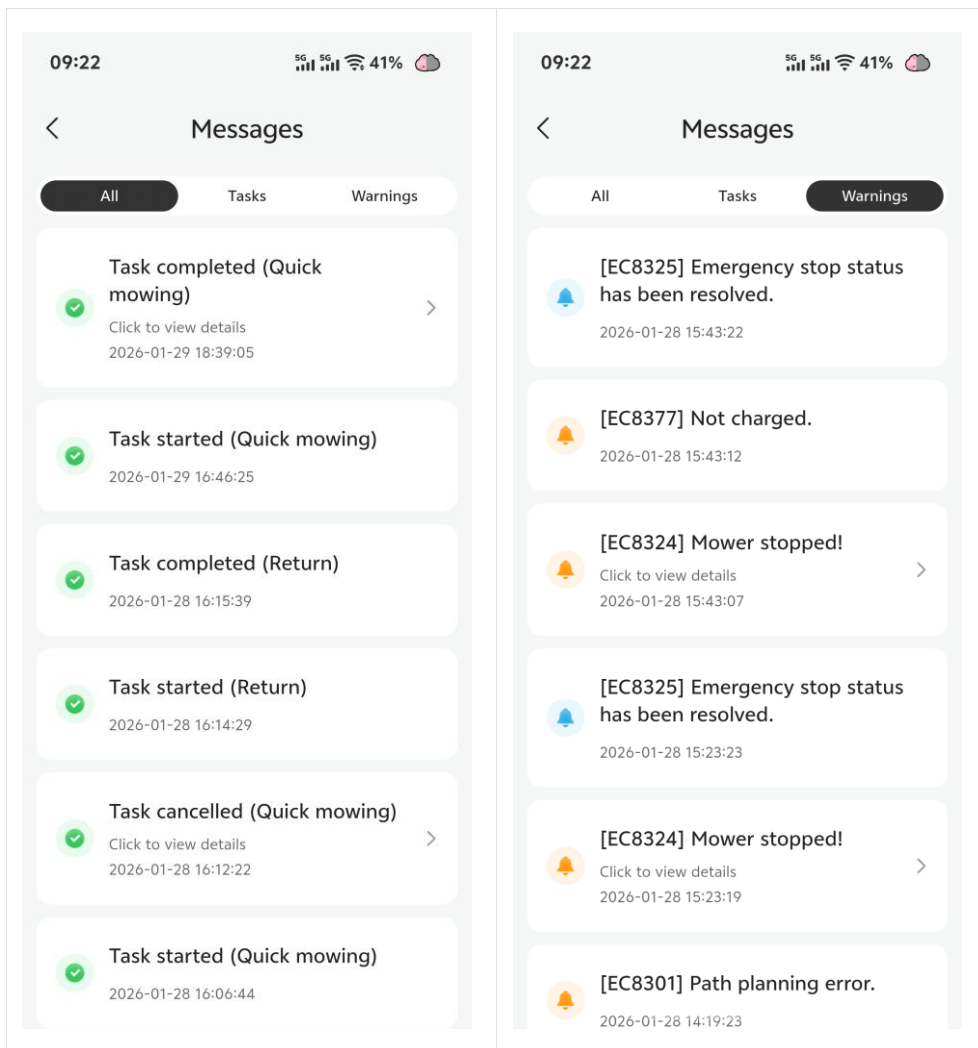 09:22
5G 5G 41%
Messages
All Tasks Warnings
Task completed (Quick
mowing)
Click to view details
2026-01-29 18:39:05
Task started (Quick mowing)
2026-01-29 16:46:25
Task completed (Return)
2026-01-28 16:15:39
Task started (Return)
2026-01-28 16:14:29
Task cancelled (Quick mowing)
Click to view details
2026-01-28 16:12:22
Task started (Quick mowing)
2026-01-28 16:06:44
09:22
5G 5G 41%
Messages
All Tasks Warnings
[EC8325] Emergency stop status
has been resolved.
2026-01-28 15:43:22
[EC8377] Not charged.
2026-01-28 15:43:12
[EC8324] Mower stopped!
Click to view details
2026-01-28 15:43:07
[EC8325] Emergency stop status
has been resolved.
2026-01-28 15:23:23
[EC8324] Mower stopped!
Click to view details
2026-01-28 15:23:19
[EC8301] Path planning error.
2026-01-28 14:19:23